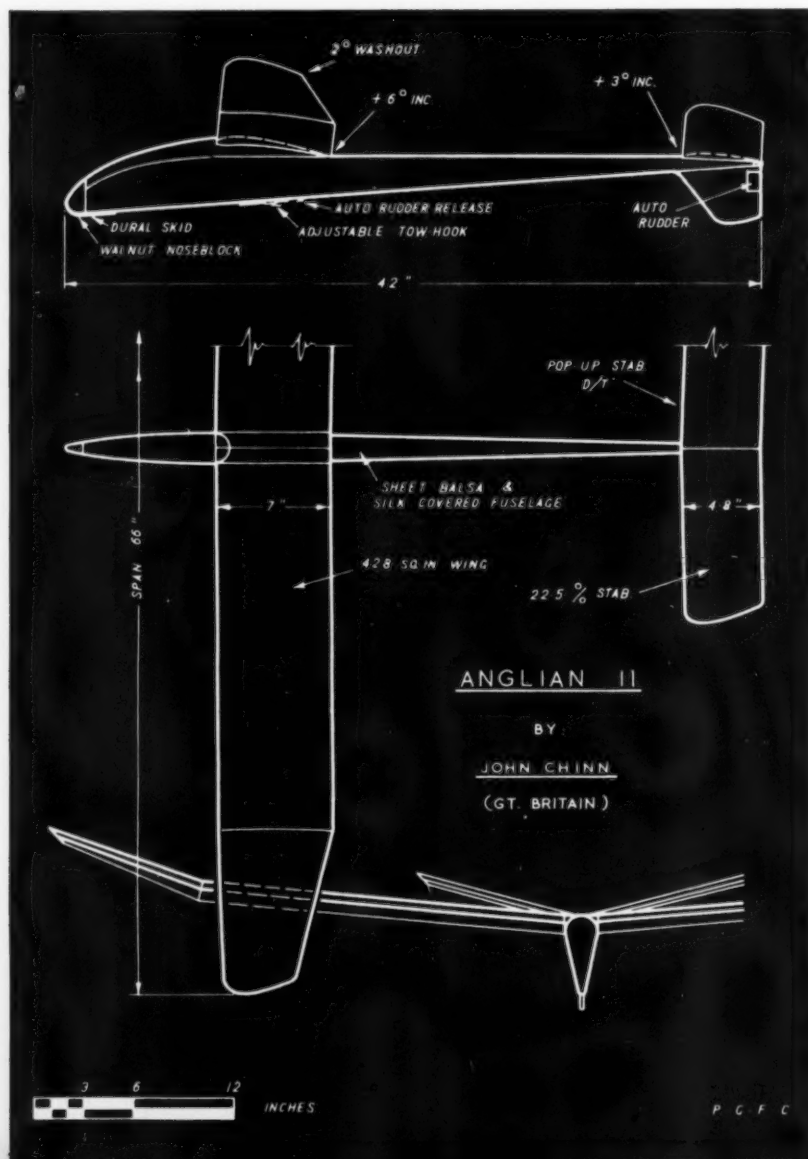 2° WASHOUT
+ 6° INC
+ 3° INC.
AUTO RUDDER RELEASE
ADJUSTABLE TOW-HOOK
DURAL SKID
WALNUT NOSEBLOCK
AUTO
RUDDER
42"
POP UP STAB
D/T
SHEET BALSA &
SILK COVERED FUSELAGE
7"
4·8"
SPAN 66"
428 SQ.IN WING
22·5 % STAB.
ANGLIAN II
BY
JOHN CHINN
(GT. BRITAIN)
3 6 12
INCHES
P C F C